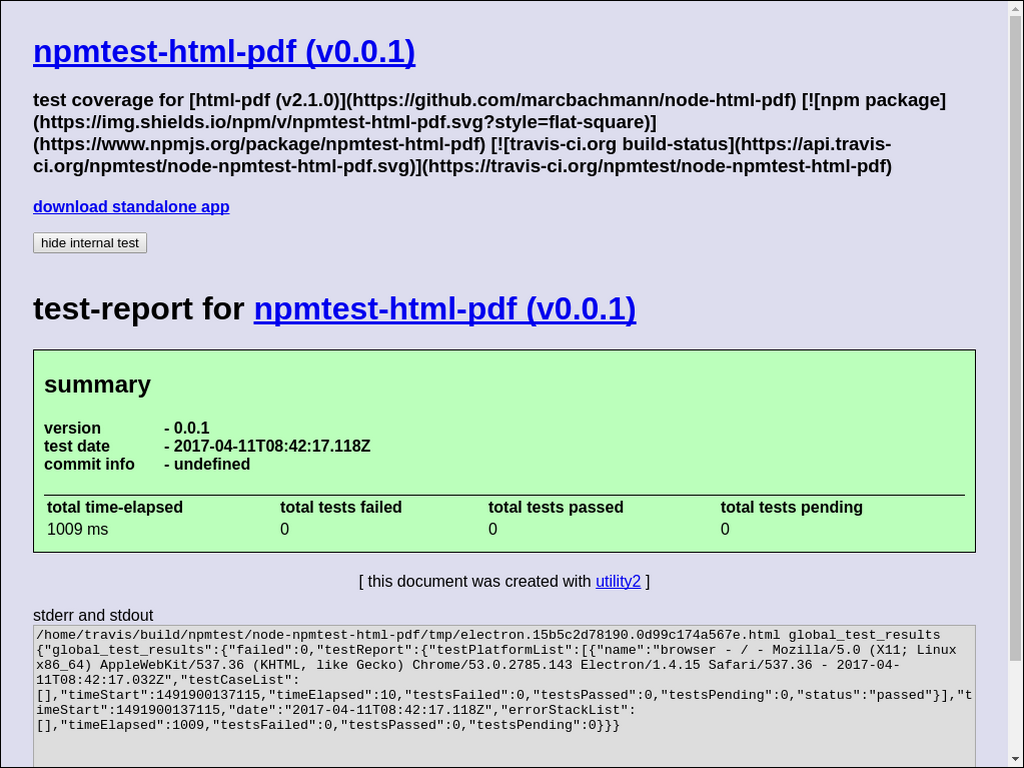 npmtest-html-pdf (v0.0.1)
test coverage for [html-pdf (v2.1.0)](https://github.com/marcbachmann/node-html-pdf) [![npm package]
(https://img.shields.io/npm/v/npmtest-html-pdf.svg?style=flat-square)]
(https://www.npmjs.org/package/npmtest-html-pdf) [![travis-ci.org build-status](https://api.travis-
ci.org/npmtest/node-npmtest-html-pdf.svg)](https://travis-ci.org/npmtest/node-npmtest-html-pdf)
download standalone app
hide internal test
test-report for npmtest-html-pdf (v0.0.1)
summary
version - 0.0.1
test date - 2017-04-11T08:42:17.118Z
commit info - undefined
total time-elapsed total tests failed total tests passed total tests pending
1009 ms 0 0 0
[ this document was created with utility2 ]
stderr and stdout
/home/travis/build/npmtest/node-npmtest-html-pdf/tmp/electron.15b5c2d78190.0d99c174a567e.html global_test_results
{"global_test_results":{"failed":0,"testReport":{"testPlatformList":[{"name":"browser - / - Mozilla/5.0 (X11; Linux
x86_64) AppleWebKit/537.36 (KHTML, like Gecko) Chrome/53.0.2785.143 Electron/1.4.15 Safari/537.36 - 2017-04-
11T08:42:17.032Z","testCaseList":
[],"timeStart":1491900137115,"timeElapsed":10,"testsFailed":0,"testsPassed":0,"testsPending":0,"status":"passed"}],"t
imeStart":1491900137115,"date":"2017-04-11T08:42:17.118Z","errorStackList":
[],"timeElapsed":1009,"testsFailed":0,"testsPassed":0,"testsPending":0}}}